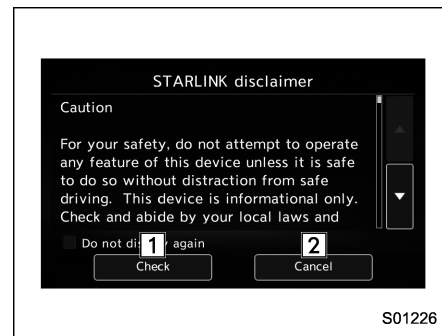 STARLINK disclaimer
Caution
For your safety, do not attempt to operate
any feature of this device unless it is safe
to do so without distraction from safe
driving. This device is informational only.
Check and abide by your local laws and
Do not again
1
2
Check
Cancel
S01226